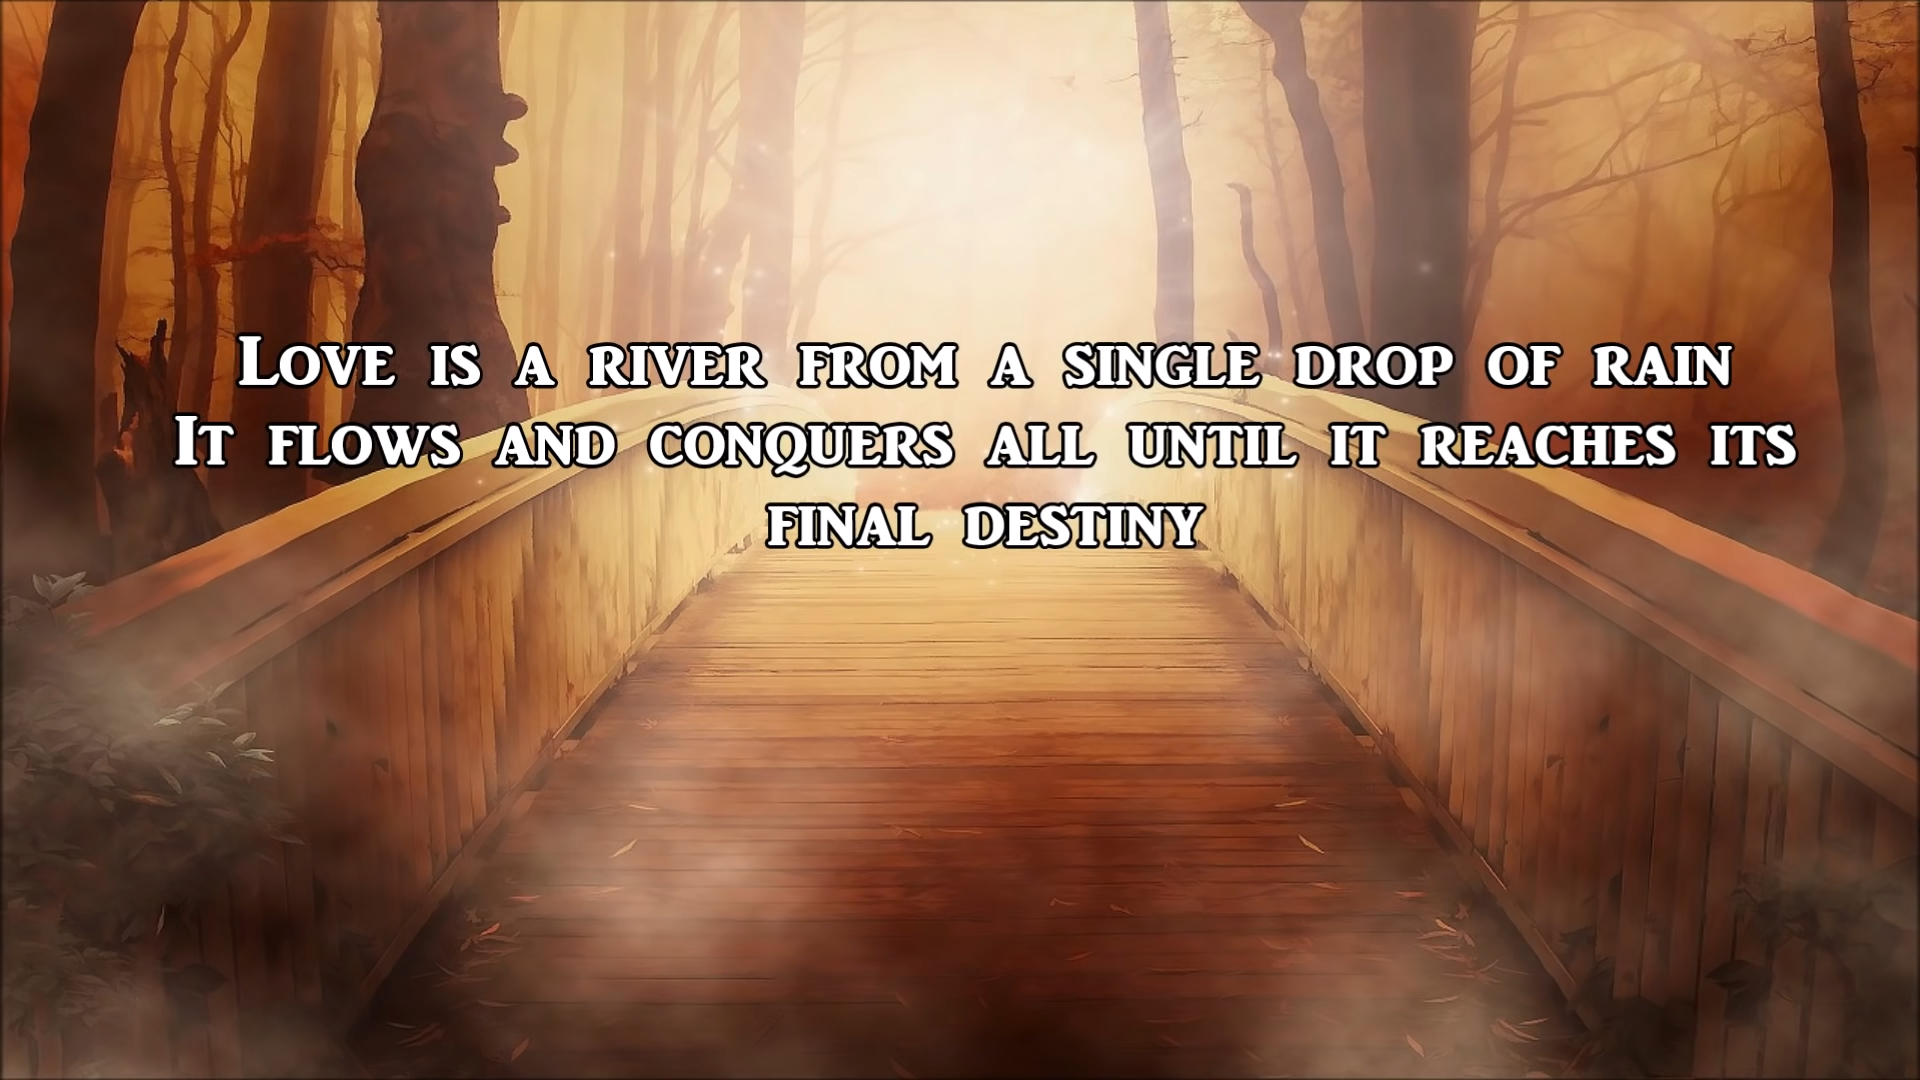 Love is a river from a single drop of rain
It flows and conquers all until it reaches its
final destiny